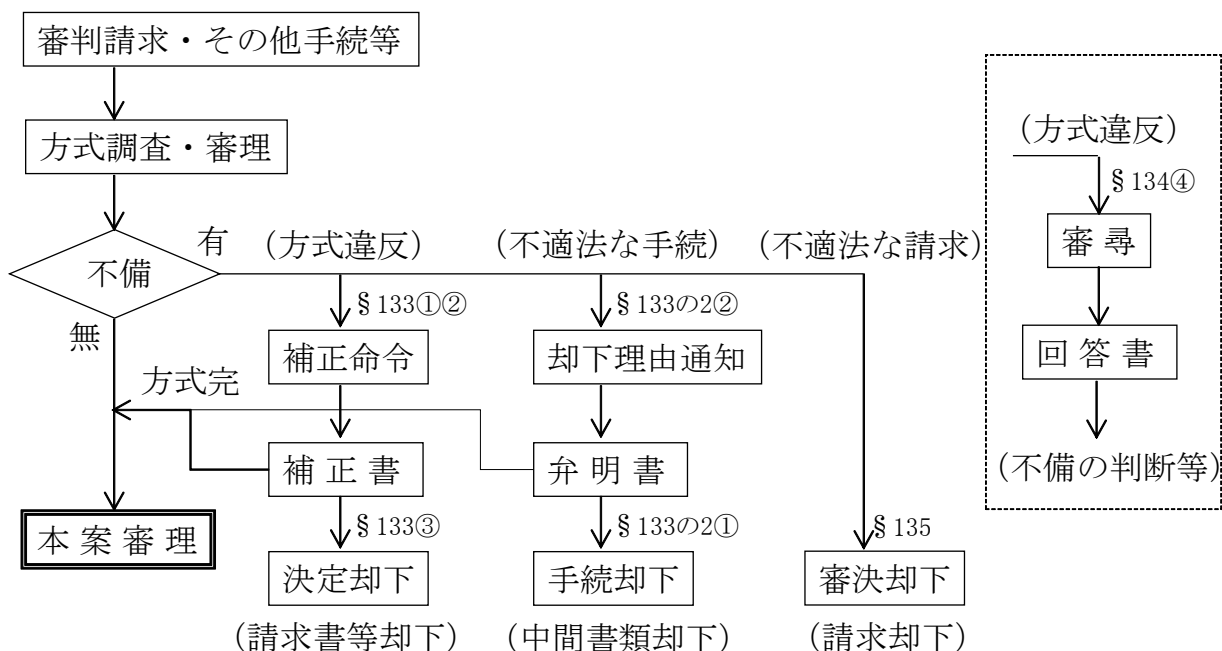 審判請求・その他手続等
方式調査・審理
不備
有
無
(方式違反)
(不適法な手続)
(不適法な請求)
§133①②
§133の2②
補正命令
却下理由通知
方式完
補正書
弁明書
本案審理
§133③
§133の2①
§135
決定却下
手続却下
審決却下
(請求書等却下)
(中間書類却下)
(請求却下)
(方式違反)
§134④
審尋
回答書
(不備の判断等)